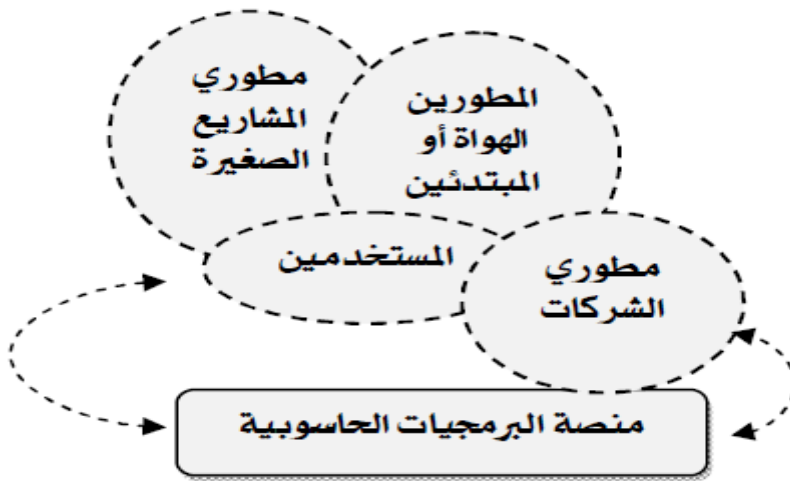 مطوري
المشاريع
الصغيرة
المطورين
الهواة أو
المبتدئين
المستخدمين
مطوري
الشركات
منصة البرمجيات الحاسوبية